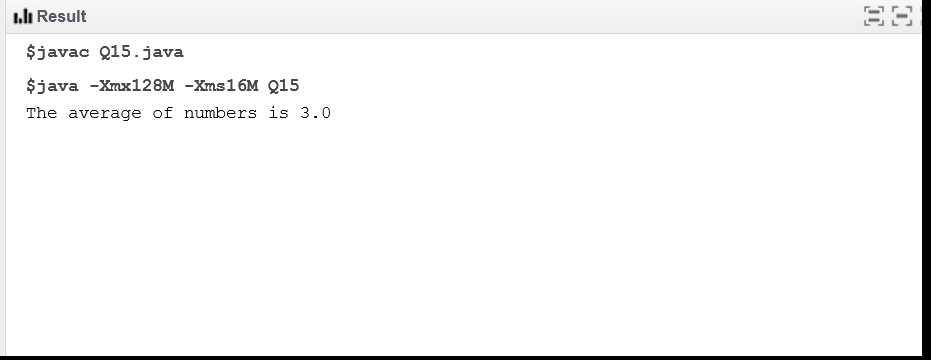 Result
$javac Q15.java
$java -Xmx128M -Xms16M Q15
The average of numbers is 3.0